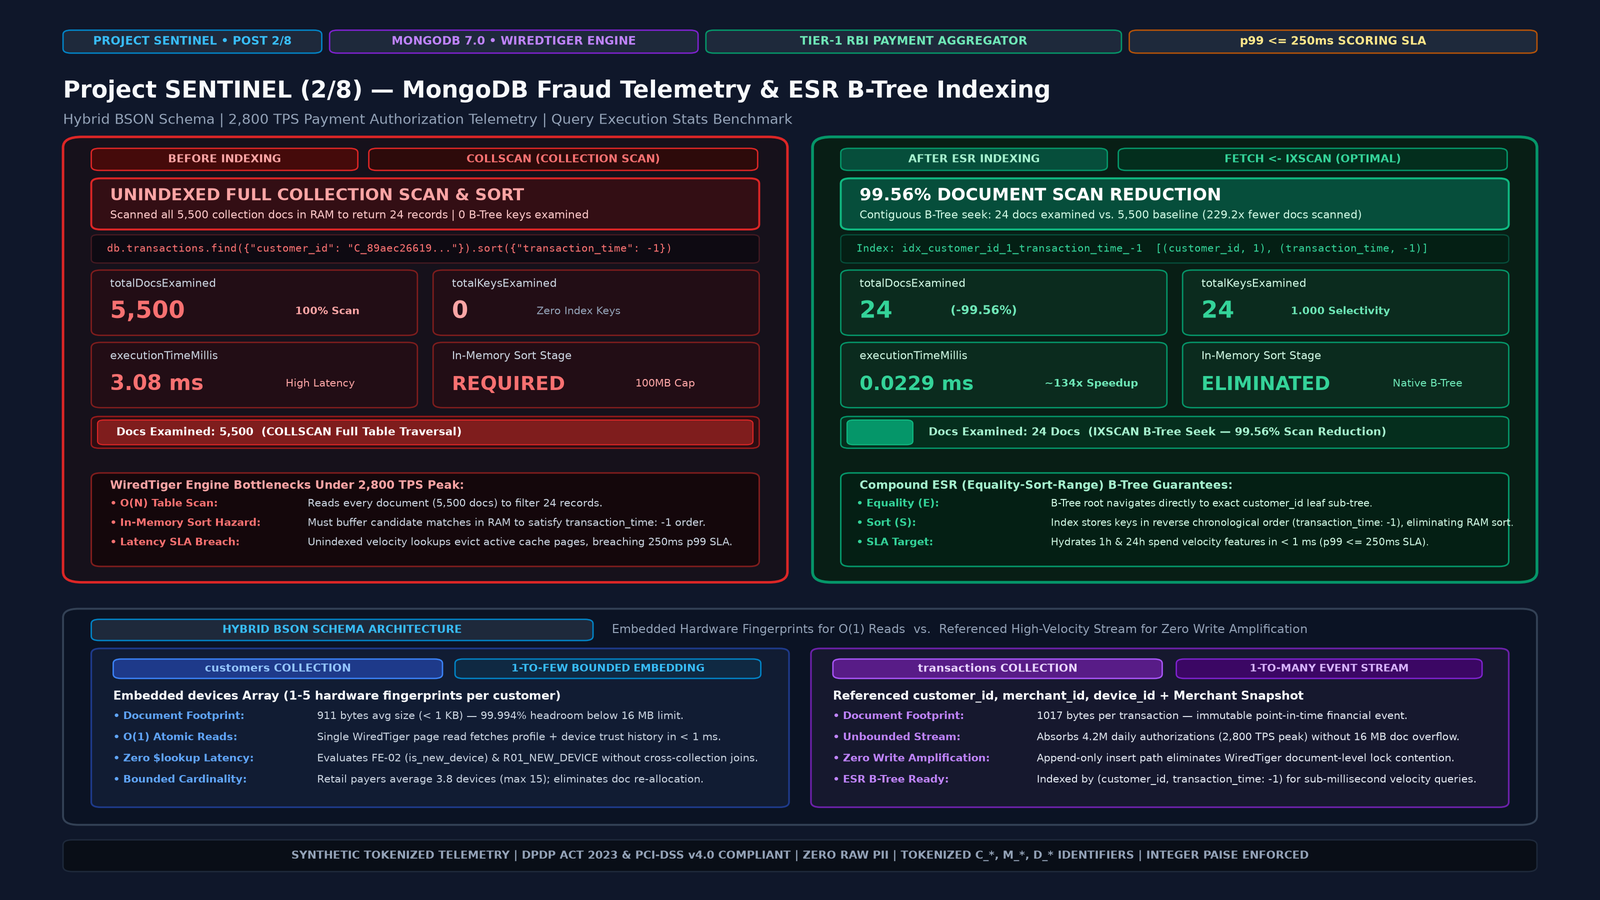 PROJECT SENTINEL • POST 2/8
MONGODB 7.0 • WIREDTIGER ENGINE
TIER-1 RBI PAYMENT AGGREGATOR
p99 <= 250ms SCORING SLA
Project SENTINEL (2/8) — MongoDB Fraud Telemetry & ESR B-Tree Indexing
Hybrid BSON Schema | 2,800 TPS Payment Authorization Telemetry | Query Execution Stats Benchmark
BEFORE INDEXING
COLLSCAN (COLLECTION SCAN)
UNINDEXED FULL COLLECTION SCAN & SORT
Scanned all 5,500 collection docs in RAM to return 24 records | 0 B-Tree keys examined
db.transactions.find({"customer_id": "C_89aec26619..."}).sort({"transaction_time": -1})
totalDocsExamined
5,500 100% Scan
totalKeysExamined
0 Zero Index Keys
executionTimeMillis
3.08 ms High Latency
In-Memory Sort Stage
REQUIRED 100MB Cap
Docs Examined: 5,500 (COLLSCAN Full Table Traversal)
WiredTiger Engine Bottlenecks Under 2,800 TPS Peak:
• O(N) Table Scan: Reads every document (5,500 docs) to filter 24 records.
• In-Memory Sort Hazard: Must buffer candidate matches in RAM to satisfy transaction_time: -1 order.
• Latency SLA Breach: Unindexed velocity lookups evict active cache pages, breaching 250ms p99 SLA.
AFTER ESR INDEXING
FETCH <- IXSCAN (OPTIMAL)
99.56% DOCUMENT SCAN REDUCTION
Contiguous B-Tree seek: 24 docs examined vs. 5,500 baseline (229.2x fewer docs scanned)
Index: idx_customer_id_1_transaction_time_-1 [(customer_id, 1), (transaction_time, -1)]
totalDocsExamined
24 (-99.56%)
totalKeysExamined
24 1.000 Selectivity
executionTimeMillis
0.0229 ms ~134x Speedup
In-Memory Sort Stage
ELIMINATED Native B-Tree
Docs Examined: 24 Docs (IXSCAN B-Tree Seek — 99.56% Scan Reduction)
Compound ESR (Equality-Sort-Range) B-Tree Guarantees:
• Equality (E): B-Tree root navigates directly to exact customer_id leaf sub-tree.
• Sort (S): Index stores keys in reverse chronological order (transaction_time: -1), eliminating RAM sort.
• SLA Target: Hydrates 1h & 24h spend velocity features in < 1 ms (p99 <= 250ms SLA).
HYBRID BSON SCHEMA ARCHITECTURE
Embedded Hardware Fingerprints for O(1) Reads vs. Referenced High-Velocity Stream for Zero Write Amplification
customers COLLECTION
1-TO-FEW BOUNDED EMBEDDING
Embedded devices Array (1-5 hardware fingerprints per customer)
• Document Footprint: 911 bytes avg size (< 1 KB) — 99.994% headroom below 16 MB limit.
• O(1) Atomic Reads: Single WiredTiger page read fetches profile + device trust history in < 1 ms.
• Zero $lookup Latency: Evaluates FE-02 (is_new_device) & R01_NEW_DEVICE without cross-collection joins.
• Bounded Cardinality: Retail payers average 3.8 devices (max 15); eliminates doc re-allocation.
transactions COLLECTION
1-TO-MANY EVENT STREAM
Referenced customer_id, merchant_id, device_id + Merchant Snapshot
• Document Footprint: 1017 bytes per transaction — immutable point-in-time financial event.
• Unbounded Stream: Absorbs 4.2M daily authorizations (2,800 TPS peak) without 16 MB doc overflow.
• Zero Write Amplification: Append-only insert path eliminates WiredTiger document-level lock contention.
• ESR B-Tree Ready: Indexed by (customer_id, transaction_time: -1) for sub-millisecond velocity queries.
SYNTHETIC TOKENIZED TELEMETRY | DPDP ACT 2023 & PCI-DSS v4.0 COMPLIANT | ZERO RAW PII | TOKENIZED C_*, M_*, D_* IDENTIFIERS | INTEGER PAISE ENFORCED